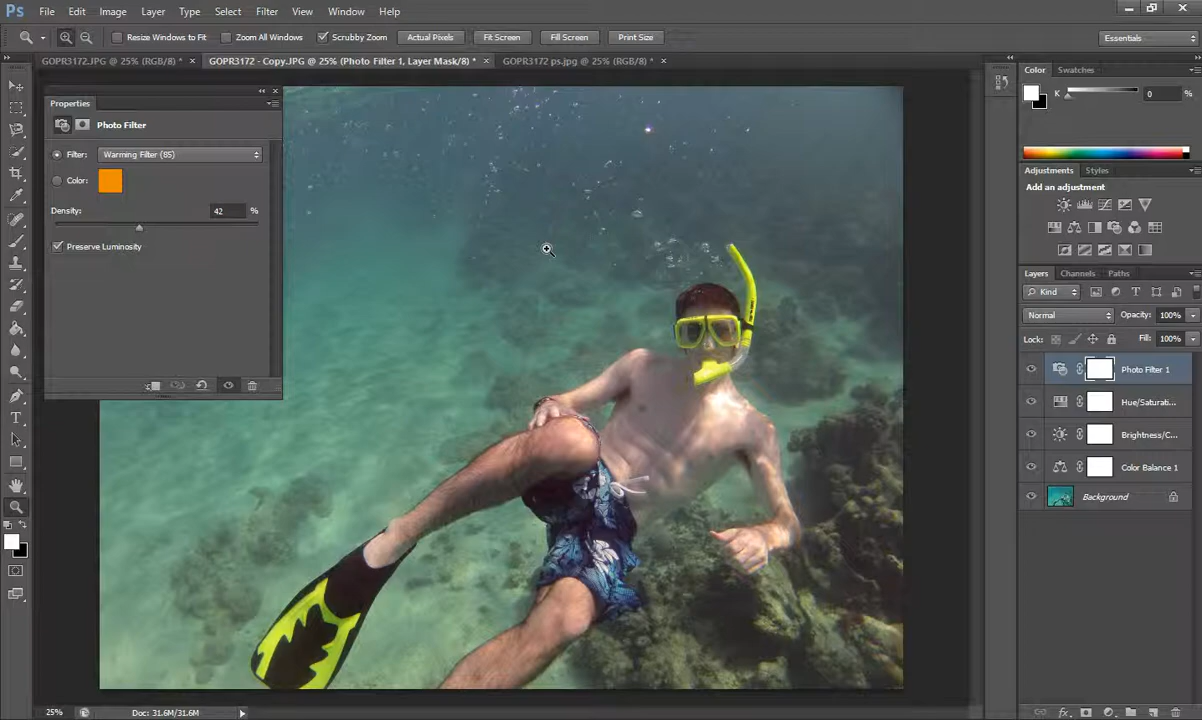 Ps File Edit Image Layer Type Select Filter View Window Help
Resize Windows to Fit Zoom All Windows Scrubby Zoom Actual Pixels Fit Screen Fill Screen Print Size Essentials
GOPR3172.JPG @ 25% (RGB/8) * × GOPR3172 - Copy.JPG @ 25% (Photo Filter 1, Layer Mask/8) * × GOPR3172 ps.jpg @ 25% (RGB/8) * ×
Properties
Photo Filter
Filter: Warming Filter (85)
Color:
Density: 42 %
Preserve Luminosity
Color Swatches
K 0 %
Adjustments Styles
Add an adjustment
Layers Channels Paths
Kind
Normal Opacity: 100%
Lock: Fill: 100%
Photo Filter 1
Hue/Saturati...
Brightness/C...
Color Balance 1
Background
25% Doc: 31.6M/31.6M